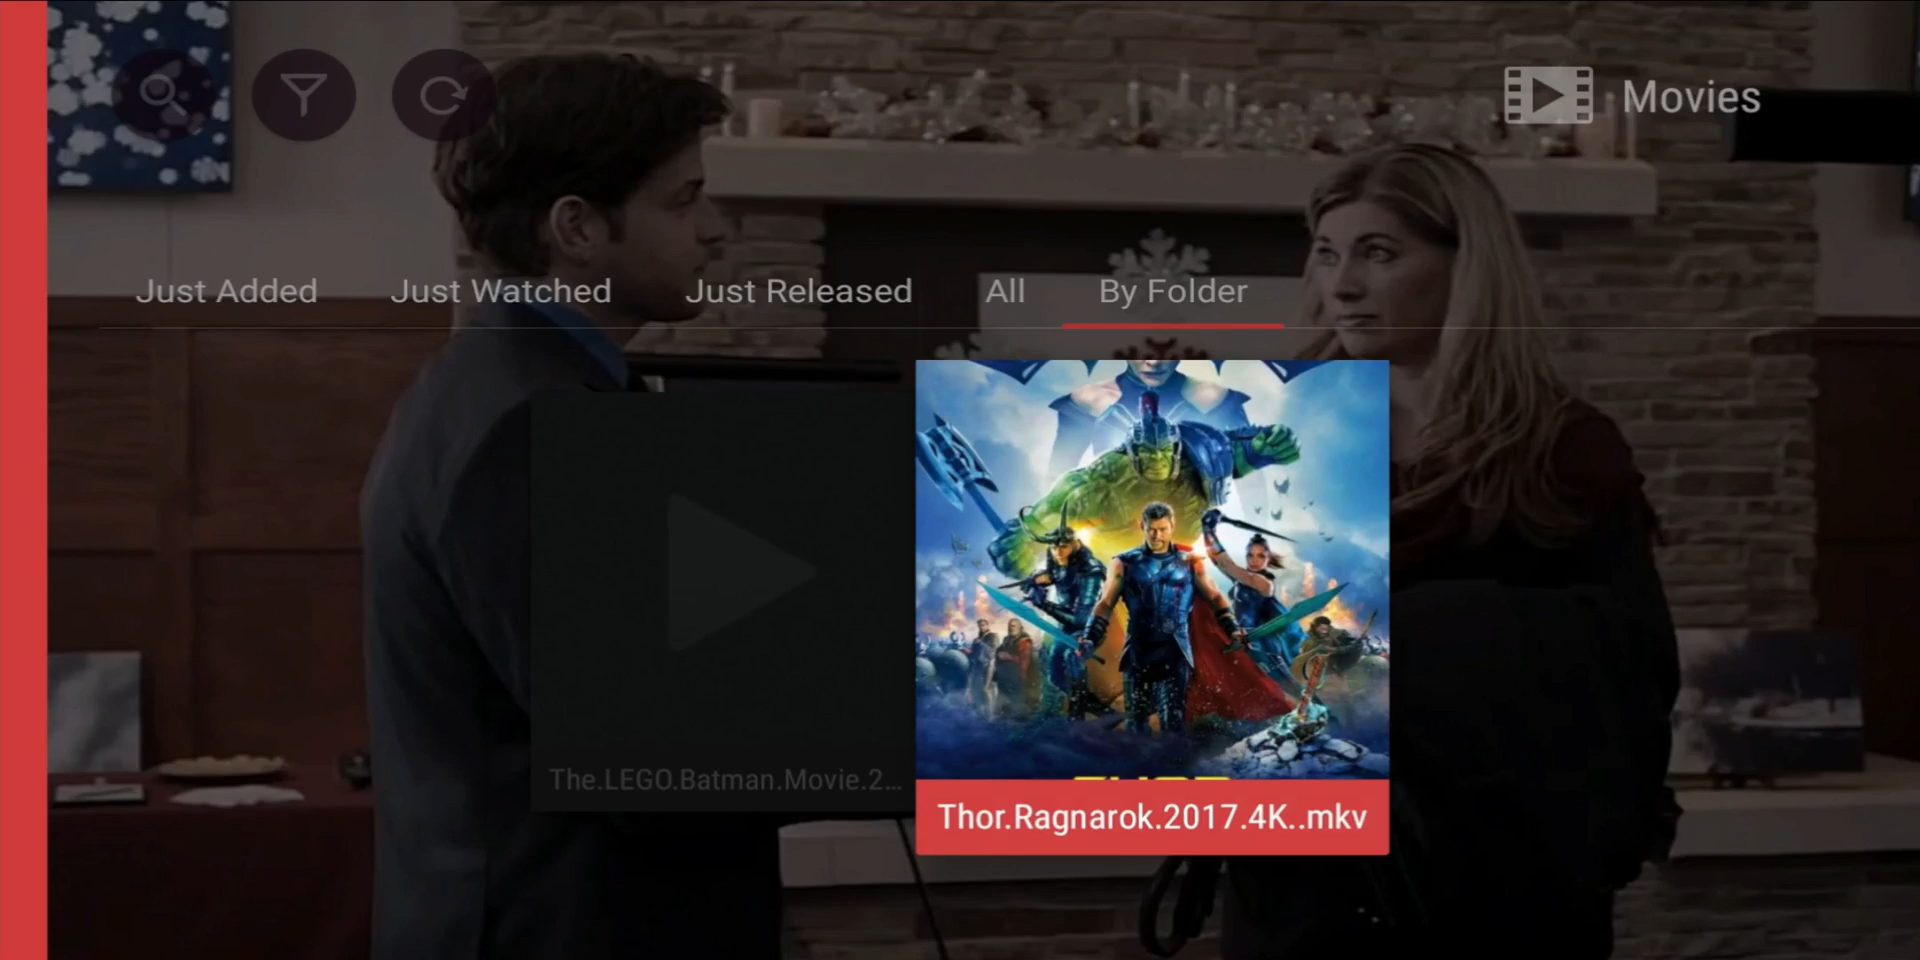 Movies
Just Added
Just Watched
Just Released
All
By Folder
The.LEGO.Batman.Movie.2...
Thor.Ragnarok.2017.4K..mkv